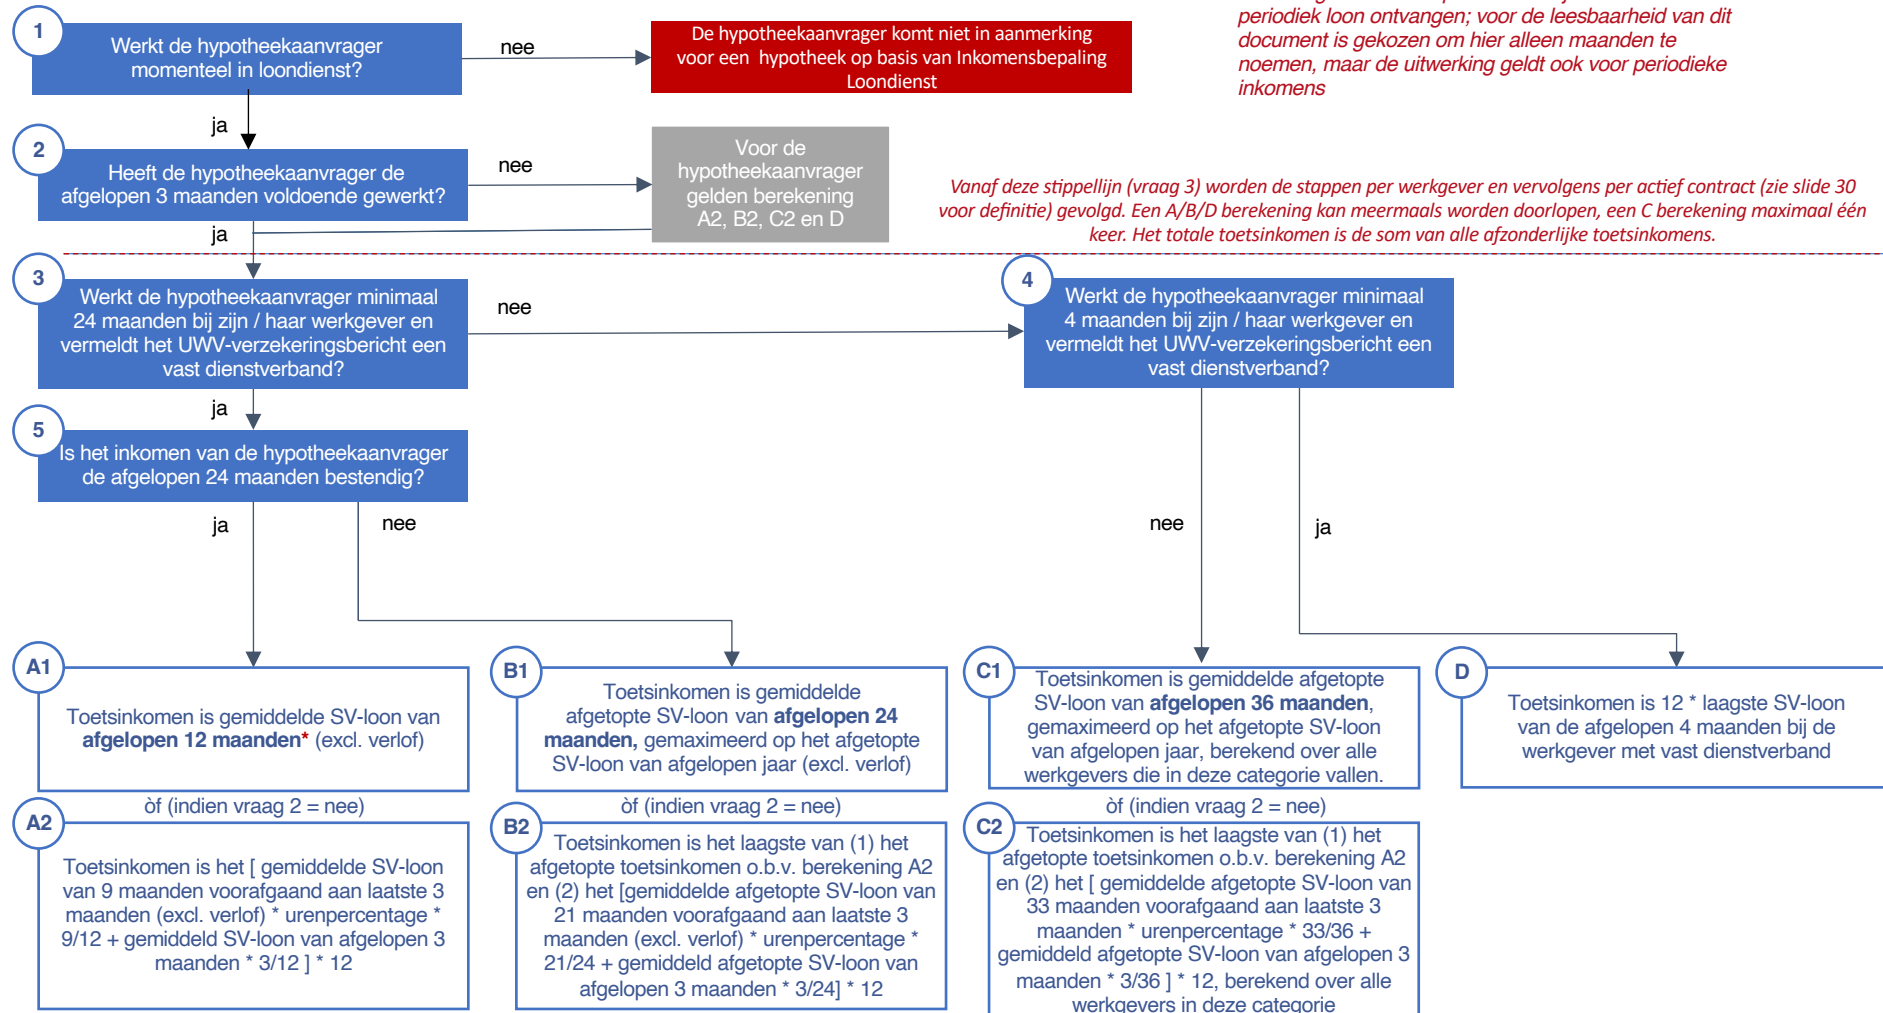 periodiek loon ontvangen; voor de leesbaarheid van dit
document is gekozen om hier alleen maanden te
noemen, maar de uitwerking geldt ook voor periodieke
inkomens
1
Werkt de hypotheekaanvrager
momenteel in loondienst?
nee
De hypotheekaanvrager komt niet in aanmerking
voor een hypotheek op basis van Inkomensbepaling
Loondienst
ja
2
Heeft de hypotheekaanvrager de
afgelopen 3 maanden voldoende gewerkt?
nee
Voor de
hypotheekaanvrager
gelden berekening
A2, B2, C2 en D
ja
Vanaf deze stippellijn (vraag 3) worden de stappen per werkgever en vervolgens per actief contract (zie slide 30
voor definitie) gevolgd. Een A/B/D berekening kan meermaals worden doorlopen, een C berekening maximaal één
keer. Het totale toetsinkomen is de som van alle afzonderlijke toetsinkomens.
3
Werkt de hypotheekaanvrager minimaal
24 maanden bij zijn / haar werkgever en
vermeldt het UWV-verzekeringsbericht een
vast dienstverband?
nee
4
Werkt de hypotheekaanvrager minimaal
4 maanden bij zijn / haar werkgever en
vermeldt het UWV-verzekeringsbericht een
vast dienstverband?
ja
5
Is het inkomen van de hypotheekaanvrager
de afgelopen 24 maanden bestendig?
ja
nee
nee
ja
A1
Toetsinkomen is gemiddelde SV-loon van
afgelopen 12 maanden* (excl. verlof)
B1
Toetsinkomen is gemiddelde
afgetopte SV-loon van afgelopen 24
maanden, gemaximeerd op het afgetopte
SV-loon van afgelopen jaar (excl. verlof)
C1
Toetsinkomen is gemiddelde afgetopte
SV-loon van afgelopen 36 maanden,
gemaximeerd op het afgetopte SV-loon
van afgelopen jaar, berekend over alle
werkgevers die in deze categorie vallen.
D
Toetsinkomen is 12 * laagste SV-loon
van de afgelopen 4 maanden bij de
werkgever met vast dienstverband
òf (indien vraag 2 = nee)
òf (indien vraag 2 = nee)
òf (indien vraag 2 = nee)
A2
Toetsinkomen is het [ gemiddelde SV-loon
van 9 maanden voorafgaand aan laatste 3
maanden (excl. verlof) * urenpercentage *
9/12 + gemiddeld SV-loon van afgelopen 3
maanden * 3/12 ] * 12
B2
Toetsinkomen is het laagste van (1) het
afgetopte toetsinkomen o.b.v. berekening A2
en (2) het [gemiddelde afgetopte SV-loon van
21 maanden voorafgaand aan laatste 3
maanden (excl. verlof) * urenpercentage *
21/24 + gemiddeld afgetopte SV-loon van
afgelopen 3 maanden * 3/24] * 12
C2
Toetsinkomen is het laagste van (1) het
afgetopte toetsinkomen o.b.v. berekening A2
en (2) het [ gemiddelde afgetopte SV-loon van
33 maanden voorafgaand aan laatste 3
maanden * urenpercentage * 33/36 +
gemiddeld afgetopte SV-loon van afgelopen 3
maanden * 3/36 ] * 12, berekend over alle
werkgevers in deze categorie